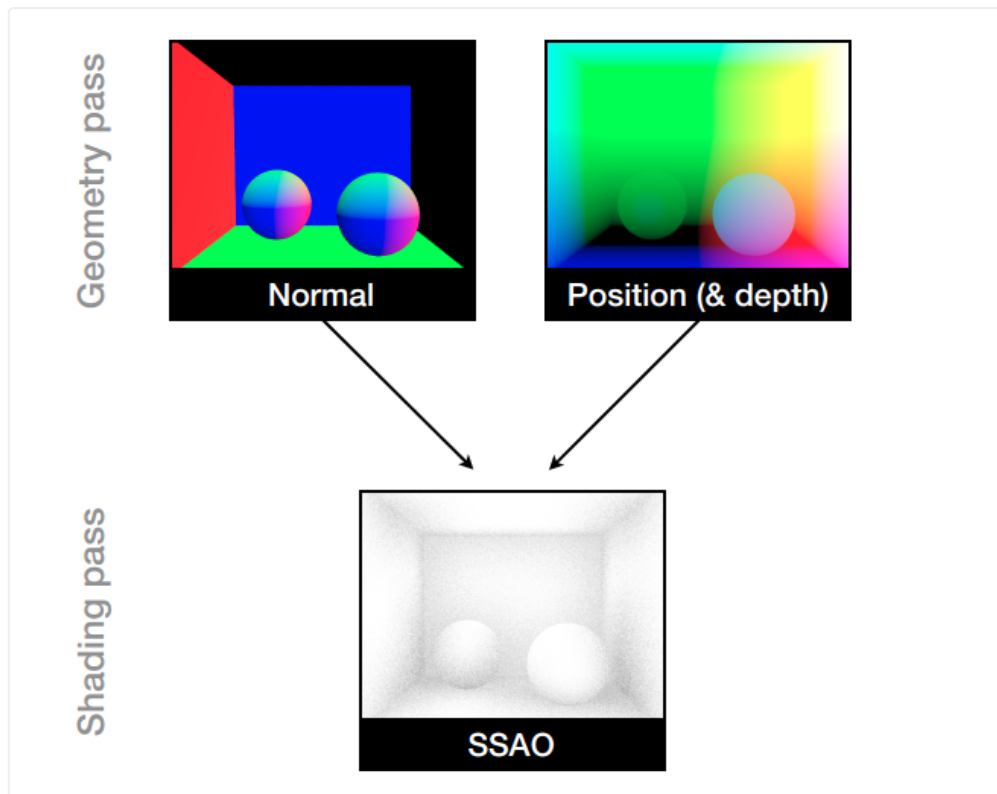 Geometry pass
Normal
Position (& depth)
Shading pass
SSAO